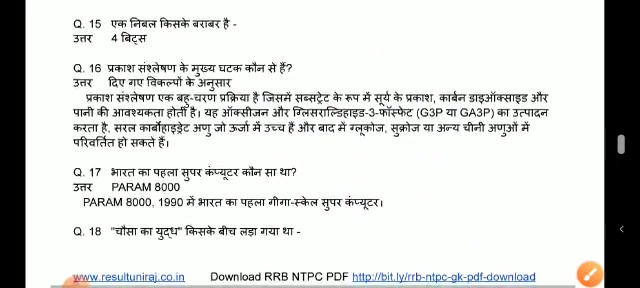 Q. 15 एक निबल किसके बराबर है -
उत्तर 4 बिट्स
Q. 16 प्रकाश संश्लेषण के मुख्य घटक कौन से हैं?
उत्तर दिए गए विकल्पों के अनुसार
प्रकाश संश्लेषण एक बहु-चरण प्रक्रिया है जिसमें सब्सट्रेट के रूप में सूर्य के प्रकाश, कार्बन डाइऑक्साइड और
पानी की आवश्यकता होती है। यह ऑक्सीजन और ग्लिसराल्डिहाइड-3-फॉस्फेट (G3P या GA3P) का उत्पादन
करता है, सरल कार्बोहाइड्रेट अणु जो ऊर्जा में उच्च हैं और बाद में ग्लूकोज, सुक्रोज या अन्य चीनी अणुओं में
परिवर्तित हो सकते हैं।
Q. 17 भारत का पहला सुपर कंप्यूटर कौन सा था?
उत्तर PARAM 8000
PARAM 8000, 1990 में भारत का पहला गीगा-स्केल सुपर कंप्यूटर।
Q. 18 "चौसा का युद्ध" किसके बीच लड़ा गया था -
www.resultuniraj.co.in Download RRB NTPC PDF http://bit.ly/rrb-ntpc-gk-pdf-download